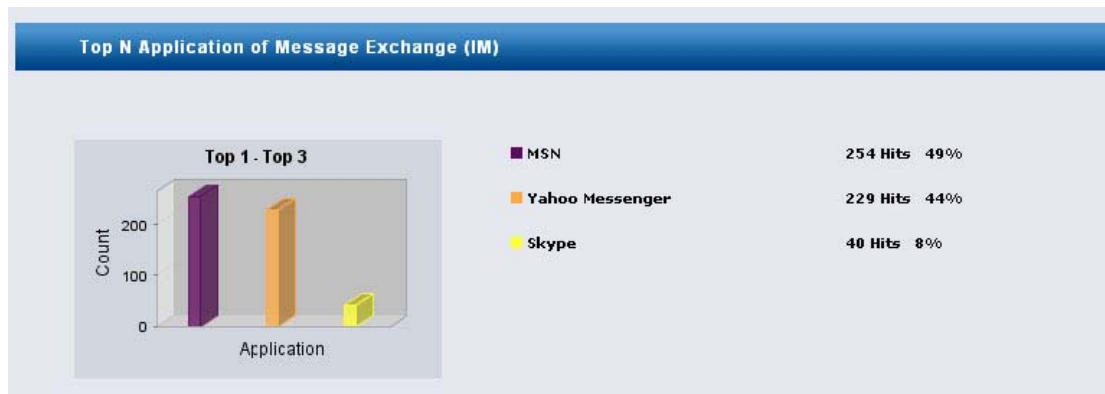 Top N Application of Message Exchange (IM)
Top 1 - Top 3
Count
200
100
0
Application
MSN 254 Hits 49%
Yahoo Messenger 229 Hits 44%
Skype 40 Hits 8%